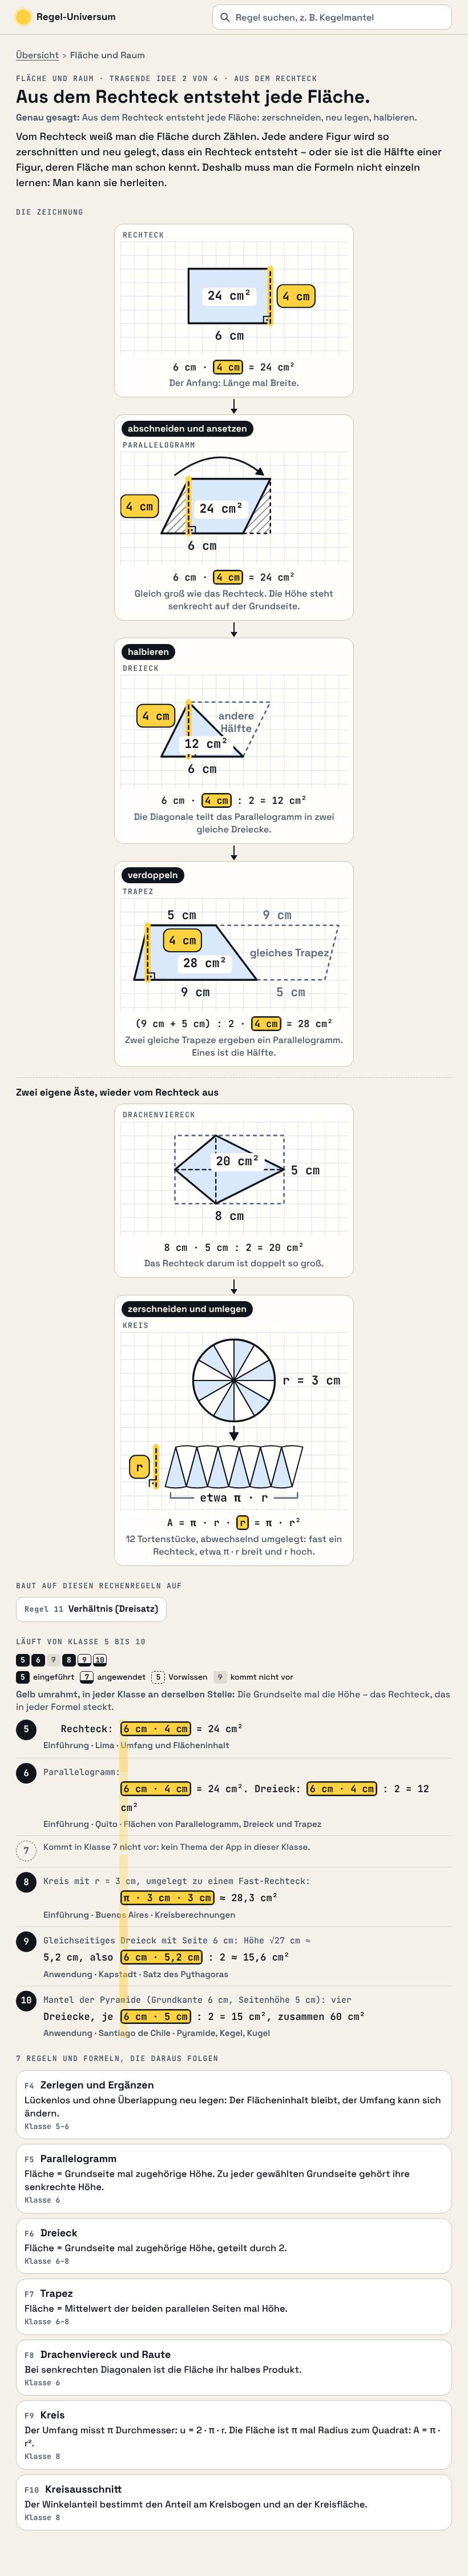 Regel-Universum
Regel suchen, z. B. Kegelmantel
Übersicht > Fläche und Raum
FLÄCHE UND RAUM · TRAGENDE IDEE 2 VON 4 · AUS DEM RECHTECK
Aus dem Rechteck entsteht jede Fläche.
Genau gesagt: Aus dem Rechteck entsteht jede Fläche: zerschneiden, neu legen, halbieren.
Vom Rechteck weiß man die Fläche durch Zählen. Jede andere Figur wird so
zerschnitten und neu gelegt, dass ein Rechteck entsteht – oder sie ist die Hälfte einer
Figur, deren Fläche man schon kennt. Deshalb muss man die Formeln nicht einzeln
lernen: Man kann sie herleiten.
DIE ZEICHNUNG
RECHTECK
24 cm²
4 cm
6 cm
6 cm · 4 cm = 24 cm²
Der Anfang: Länge mal Breite.
abschneiden und ansetzen
PARALLELOGRAMM
4 cm
24 cm²
6 cm
6 cm · 4 cm = 24 cm²
Gleich groß wie das Rechteck. Die Höhe steht
senkrecht auf der Grundseite.
halbieren
DREIECK
4 cm
andere
Hälfte
12 cm²
6 cm
6 cm · 4 cm : 2 = 12 cm²
Die Diagonale teilt das Parallelogramm in zwei
gleiche Dreiecke.
verdoppeln
TRAPEZ
5 cm
9 cm
4 cm
gleiches Trapez
28 cm²
9 cm
5 cm
(9 cm + 5 cm) : 2 · 4 cm = 28 cm²
Zwei gleiche Trapeze ergeben ein Parallelogramm.
Eines ist die Hälfte.
Zwei eigene Äste, wieder vom Rechteck aus
DRACHENVIERECK
20 cm²
5 cm
8 cm
8 cm · 5 cm : 2 = 20 cm²
Das Rechteck darum ist doppelt so groß.
zerschneiden und umlegen
KREIS
r = 3 cm
r
etwa π · r
A = π · r · r = π · r²
12 Tortenstücke, abwechselnd umgelegt: fast ein
Rechteck, etwa π · r breit und r hoch.
BAUT AUF DIESEN RECHENREGELN AUF
Regel 11 Verhältnis (Dreisatz)
LÄUFT VON KLASSE 5 BIS 10
5 6 9 8 9 10
5 eingeführt 7 angewendet 5 Vorwissen 9 kommt nicht vor
Gelb umrahmt, in jeder Klasse an derselben Stelle: Die Grundseite mal die Höhe – das Rechteck, das
in jeder Formel steckt.
5 Rechteck: 6 cm · 4 cm = 24 cm²
Einführung · Lima · Umfang und Flächeninhalt
6 Parallelogramm:
6 cm · 4 cm = 24 cm². Dreieck: 6 cm · 4 cm : 2 = 12
cm²
Einführung · Quito · Flächen von Parallelogramm, Dreieck und Trapez
7 Kommt in Klasse 7 nicht vor: kein Thema der App in dieser Klasse.
8 Kreis mit r = 3 cm, umgelegt zu einem Fast-Rechteck:
π · 3 cm · 3 cm ≈ 28,3 cm²
Einführung · Buenos Aires · Kreisberechnungen
9 Gleichseitiges Dreieck mit Seite 6 cm: Höhe √27 cm ≈
5,2 cm, also 6 cm · 5,2 cm : 2 ≈ 15,6 cm²
Anwendung · Kapstadt · Satz des Pythagoras
10 Mantel der Pyramide (Grundkante 6 cm, Seitenhöhe 5 cm): vier
Dreiecke, je 6 cm · 5 cm : 2 = 15 cm², zusammen 60 cm²
Anwendung · Santiago de Chile · Pyramide, Kegel, Kugel
7 REGELN UND FORMELN, DIE DARAUS FOLGEN
F4 Zerlegen und Ergänzen
Lückenlos und ohne Überlappung neu legen: Der Flächeninhalt bleibt, der Umfang kann sich
ändern.
Klasse 5–6
F5 Parallelogramm
Fläche = Grundseite mal zugehörige Höhe. Zu jeder gewählten Grundseite gehört ihre
senkrechte Höhe.
Klasse 6
F6 Dreieck
Fläche = Grundseite mal zugehörige Höhe, geteilt durch 2.
Klasse 6–8
F7 Trapez
Fläche = Mittelwert der beiden parallelen Seiten mal Höhe.
Klasse 6–8
F8 Drachenviereck und Raute
Bei senkrechten Diagonalen ist die Fläche ihr halbes Produkt.
Klasse 6
F9 Kreis
Der Umfang misst π Durchmesser: u = 2 · π · r. Die Fläche ist π mal Radius zum Quadrat: A = π ·
r².
Klasse 8
F10 Kreisausschnitt
Der Winkelanteil bestimmt den Anteil am Kreisbogen und an der Kreisfläche.
Klasse 8